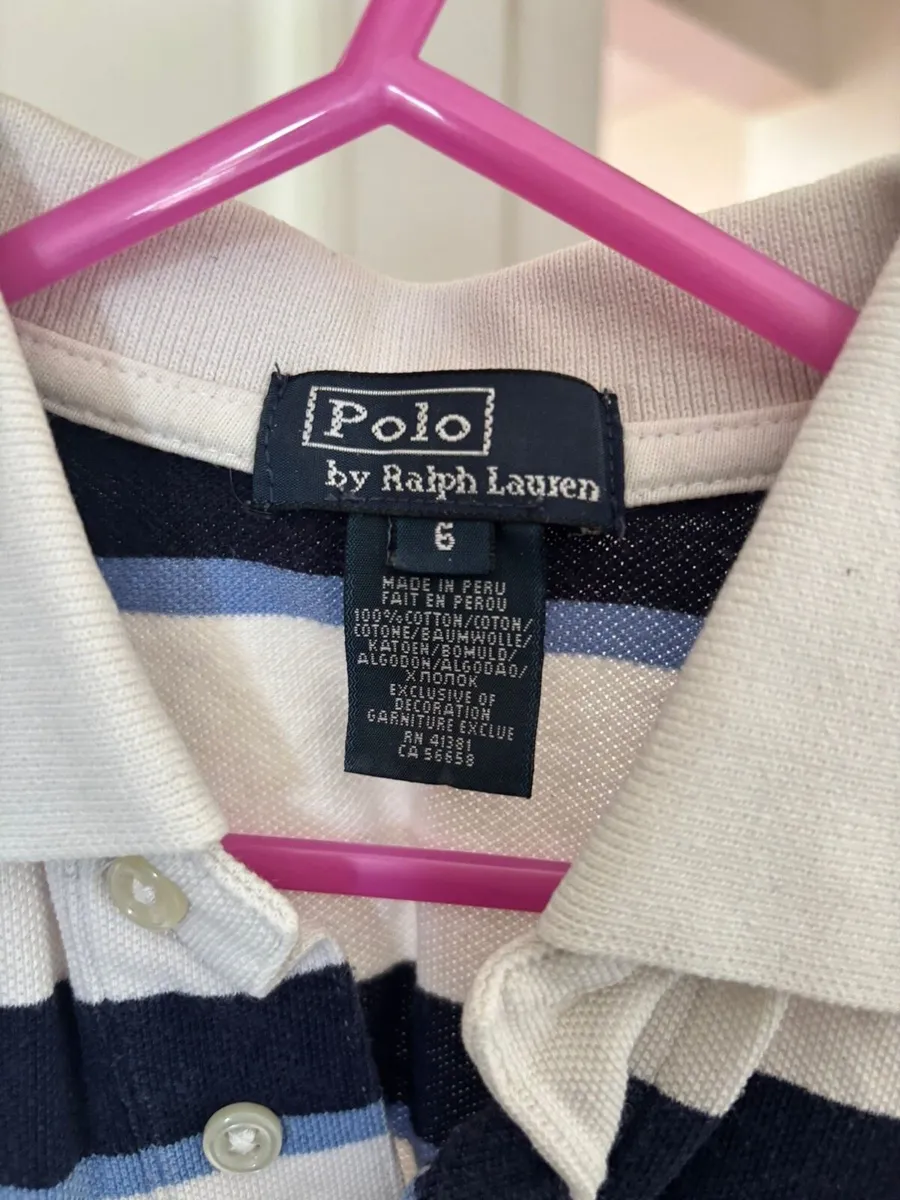 Polo
by Ralph Lauren
6
MADE IN PERU
FAIT EN PEROU
100%COTTON/COTON/
COTONE/BAUMWOLLE/
KATOEN/BOMULD/
ALGODON/ALGODAO/
ХЛОПОК
EXCLUSIVE OF
DECORATION
GARNITURE EXCLUE
RN 41381
CA 56658